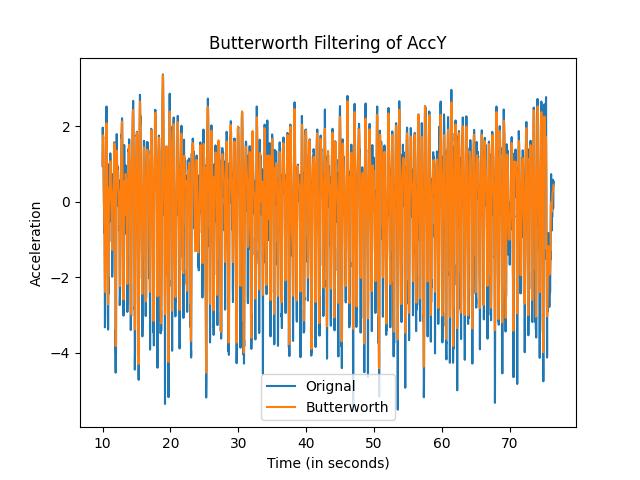 Butterworth Filtering of AccY
Acceleration
2
0
−2
−4
Orignal
Butterworth
10 20 30 40 50 60 70
Time (in seconds)